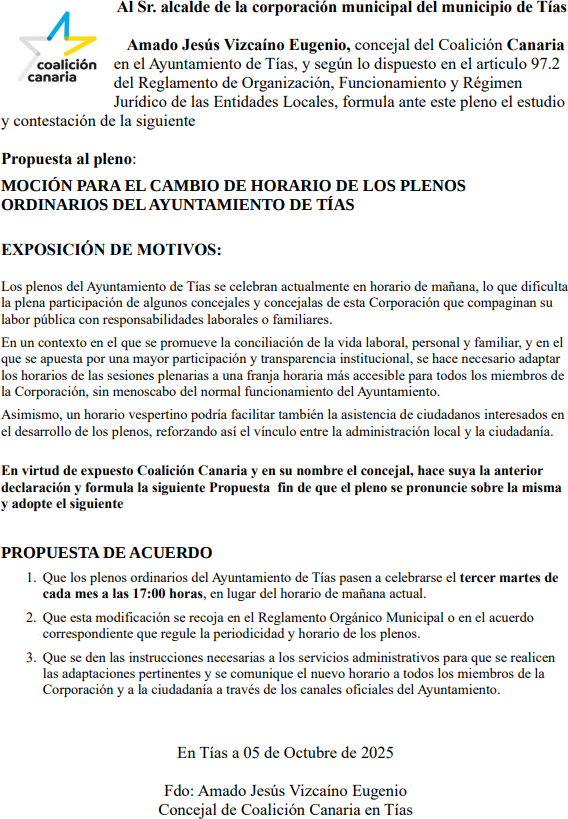 Al Sr. alcalde de la corporación municipal del municipio de Tías
coalición
canaria
Amado Jesús Vizcaíno Eugenio, concejal del Coalición Canaria
en el Ayuntamiento de Tías, y según lo dispuesto en el articulo 97.2
del Reglamento de Organización, Funcionamiento y Régimen
Jurídico de las Entidades Locales, formula ante este pleno el estudio
y contestación de la siguiente
Propuesta al pleno:
MOCIÓN PARA EL CAMBIO DE HORARIO DE LOS PLENOS
ORDINARIOS DEL AYUNTAMIENTO DE TÍAS
EXPOSICIÓN DE MOTIVOS:
Los plenos del Ayuntamiento de Tías se celebran actualmente en horario de mañana, lo que dificulta
la plena participación de algunos concejales y concejalas de esta Corporación que compaginan su
labor pública con responsabilidades laborales o familiares.
En un contexto en el que se promueve la conciliación de la vida laboral, personal y familiar, y en el
que se apuesta por una mayor participación y transparencia institucional, se hace necesario adaptar
los horarios de las sesiones plenarias a una franja horaria más accesible para todos los miembros de
la Corporación, sin menoscabo del normal funcionamiento del Ayuntamiento.
Asimismo, un horario vespertino podría facilitar también la asistencia de ciudadanos interesados en
el desarrollo de los plenos, reforzando así el vínculo entre la administración local y la ciudadanía.
En virtud de expuesto Coalición Canaria y en su nombre el concejal, hace suya la anterior
declaración y formula la siguiente Propuesta  fin de que el pleno se pronuncie sobre la misma
y adopte el siguiente
PROPUESTA DE ACUERDO
1. Que los plenos ordinarios del Ayuntamiento de Tías pasen a celebrarse el tercer martes de
cada mes a las 17:00 horas, en lugar del horario de mañana actual.
2. Que esta modificación se recoja en el Reglamento Orgánico Municipal o en el acuerdo
correspondiente que regule la periodicidad y horario de los plenos.
3. Que se den las instrucciones necesarias a los servicios administrativos para que se realicen
las adaptaciones pertinentes y se comunique el nuevo horario a todos los miembros de la
Corporación y a la ciudadanía a través de los canales oficiales del Ayuntamiento.
En Tías a 05 de Octubre de 2025
Fdo: Amado Jesús Vizcaíno Eugenio
Concejal de Coalición Canaria en Tías